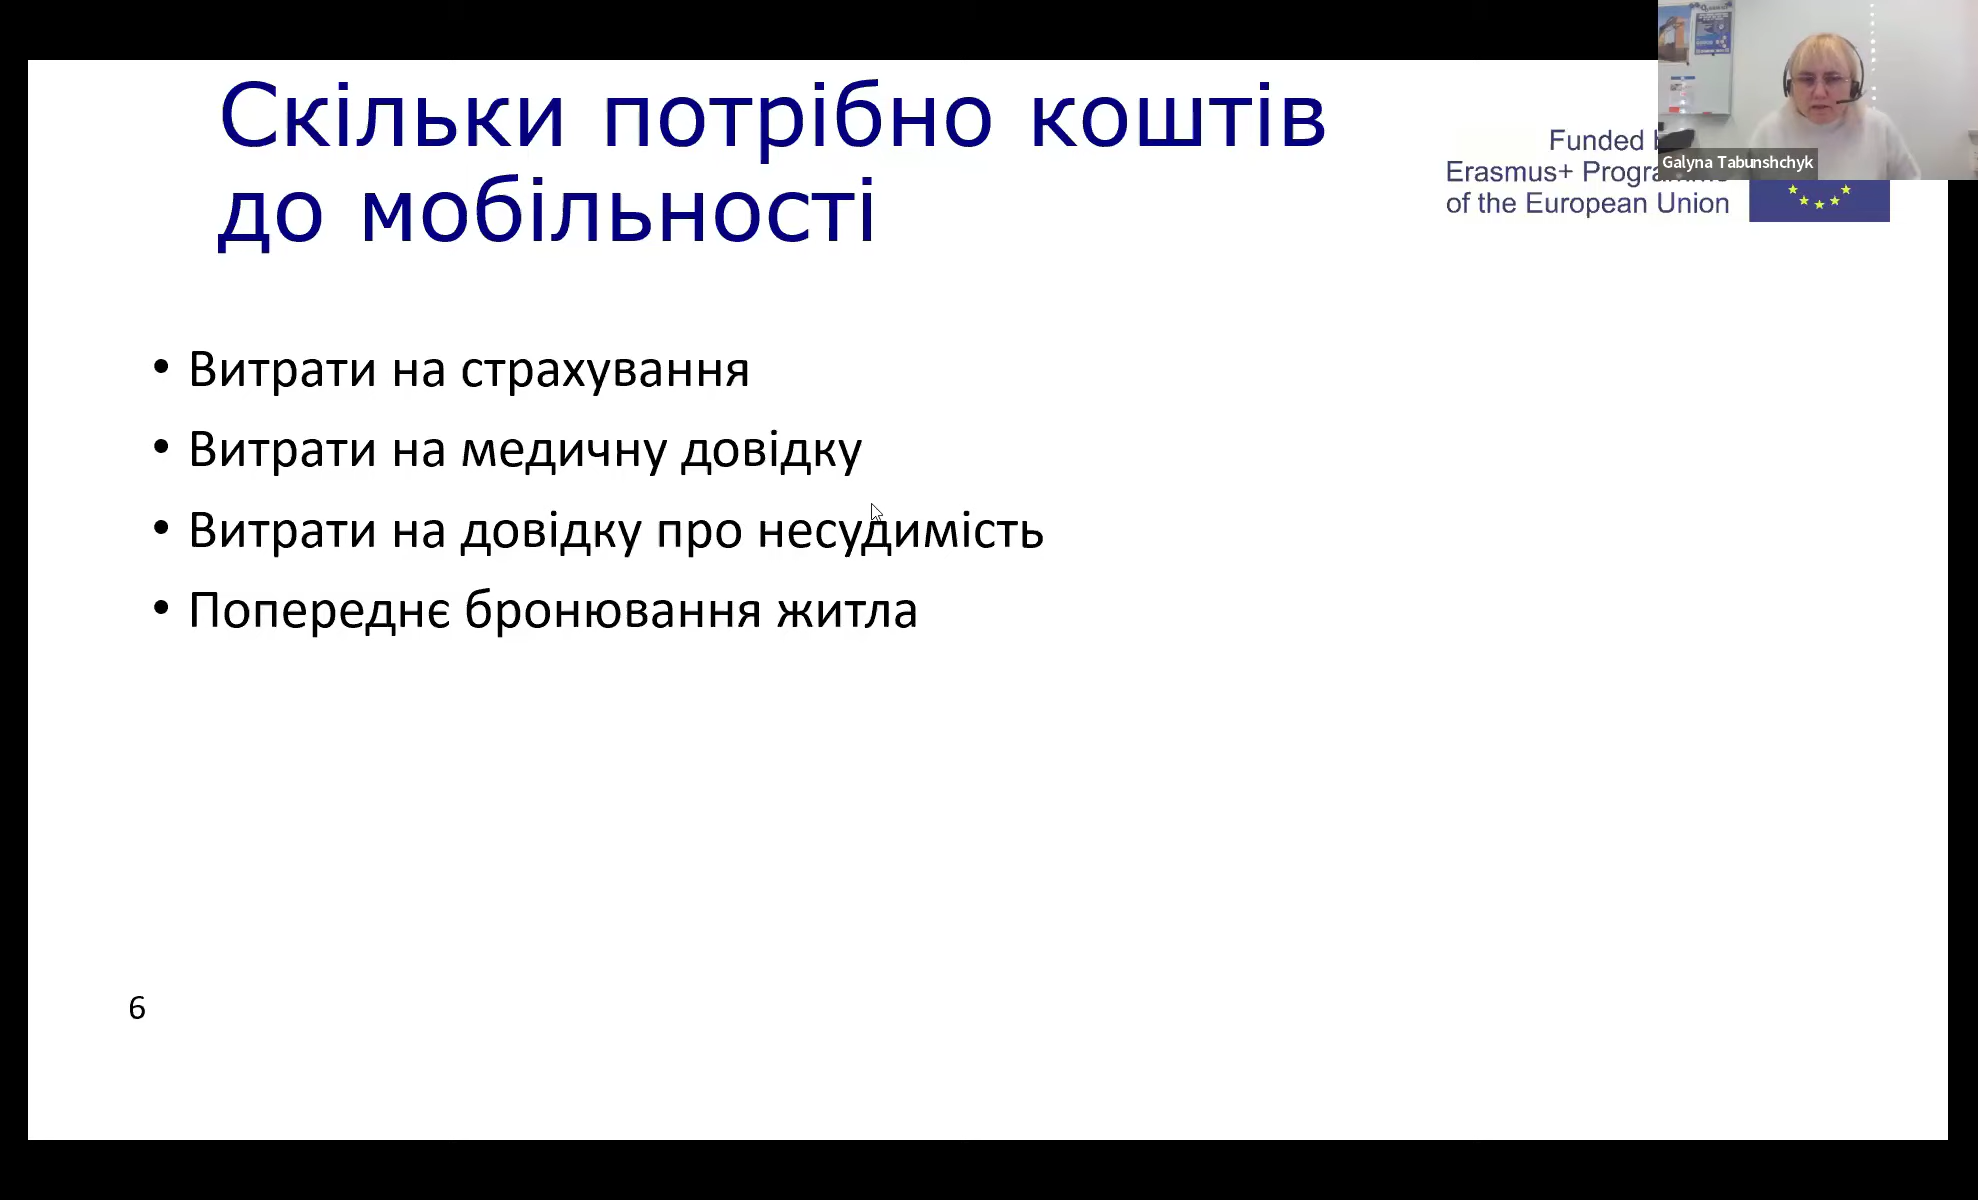 Скільки потрібно коштів
до мобільності
Funded
Erasmus+ Programme
of the European Union
Galyna Tabunshchyk
• Витрати на страхування
• Витрати на медичну довідку
• Витрати на довідку про несудимість
• Попереднє бронювання житла
6